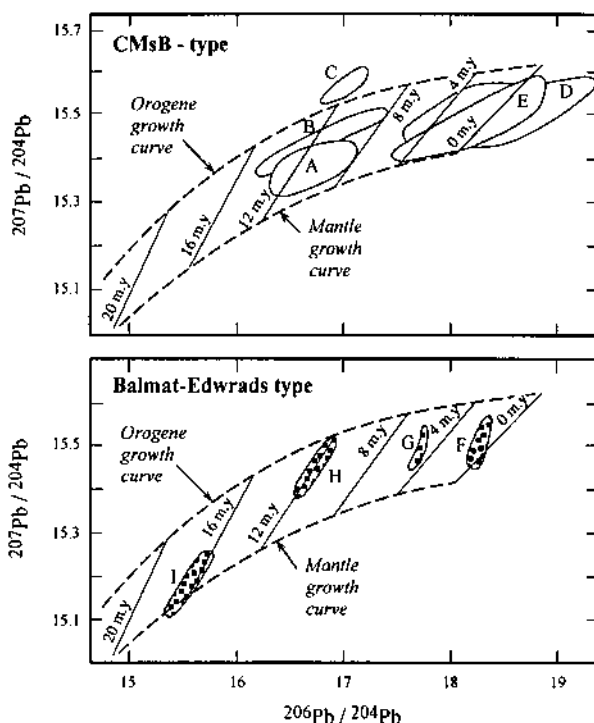 CMsB - type
Orogene
growth
curve
Mantle
growth
curve
20 m.y
16 m.y
12 m.y
8 m.y
4 m.y
0 m.y
A
B
C
D
E
15.7
15.5
15.3
15.1
207Pb / 204Pb
Balmat-Edwrads type
Orogene
growth
curve
Mantle
growth
curve
20 m.y
16 m.y
12 m.y
8 m.y
4 m.y
0 m.y
I
H
G
F
15.5
15.3
15.1
207Pb / 204Pb
15 16 17 18 19
206Pb / 204Pb